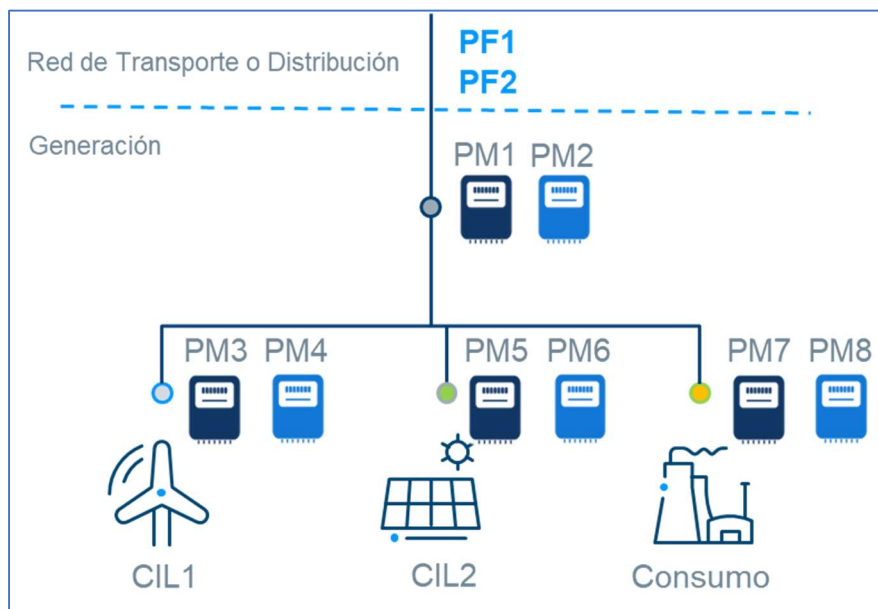 PF1
Red de Transporte o Distribución
PF2
Generación
PM1 PM2
PM3 PM4 PM5 PM6 PM7 PM8
CIL1 CIL2 Consumo